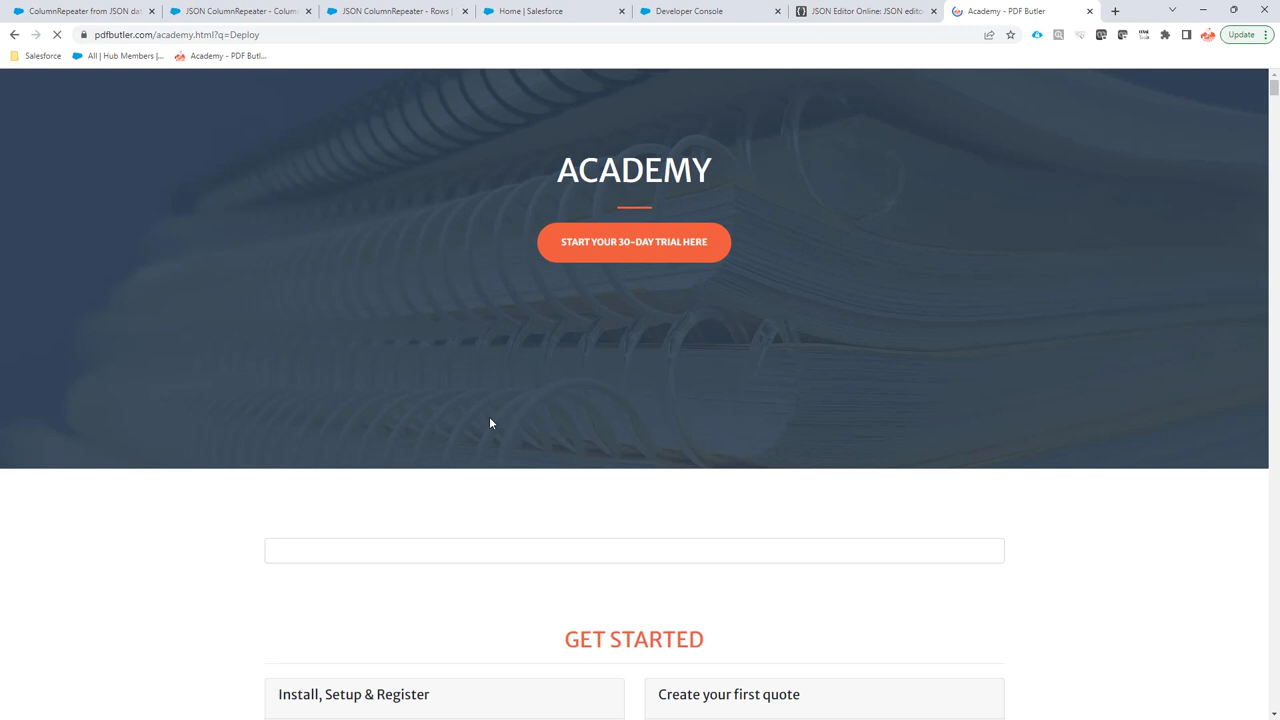 ColumnRepeater from JSON da
JSON ColumnRepeater - Colum
JSON ColumnRepeater - Rows |
Home | Salesforce
Developer Console
JSON Editor Online: JSON edito
Academy - PDF Butler
pdfbutler.com/academy.html?q=Deploy
Update
Salesforce
All | Hub Members |...
Academy - PDF Butl...
ACADEMY
START YOUR 30-DAY TRIAL HERE
GET STARTED
Install, Setup & Register
Create your first quote